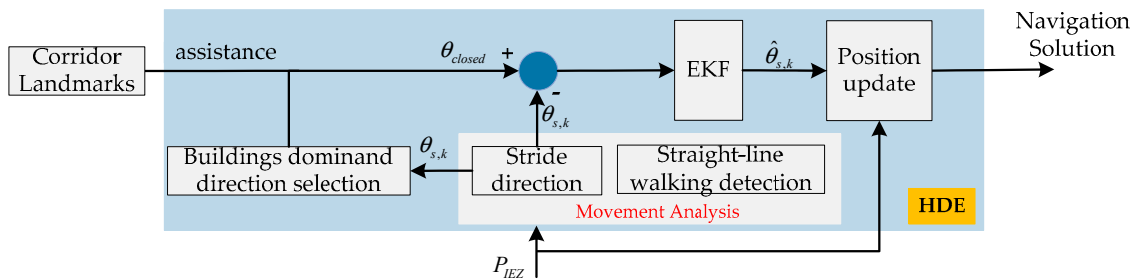 Corridor
Landmarks
assistance
θclosed
+
-
EKF
θ̂s,k
Position
update
Navigation
Solution
θs,k
θs,k
Buildings dominand
direction selection
Stride
direction
Straight-line
walking detection
Movement Analysis
HDE
PIEZ